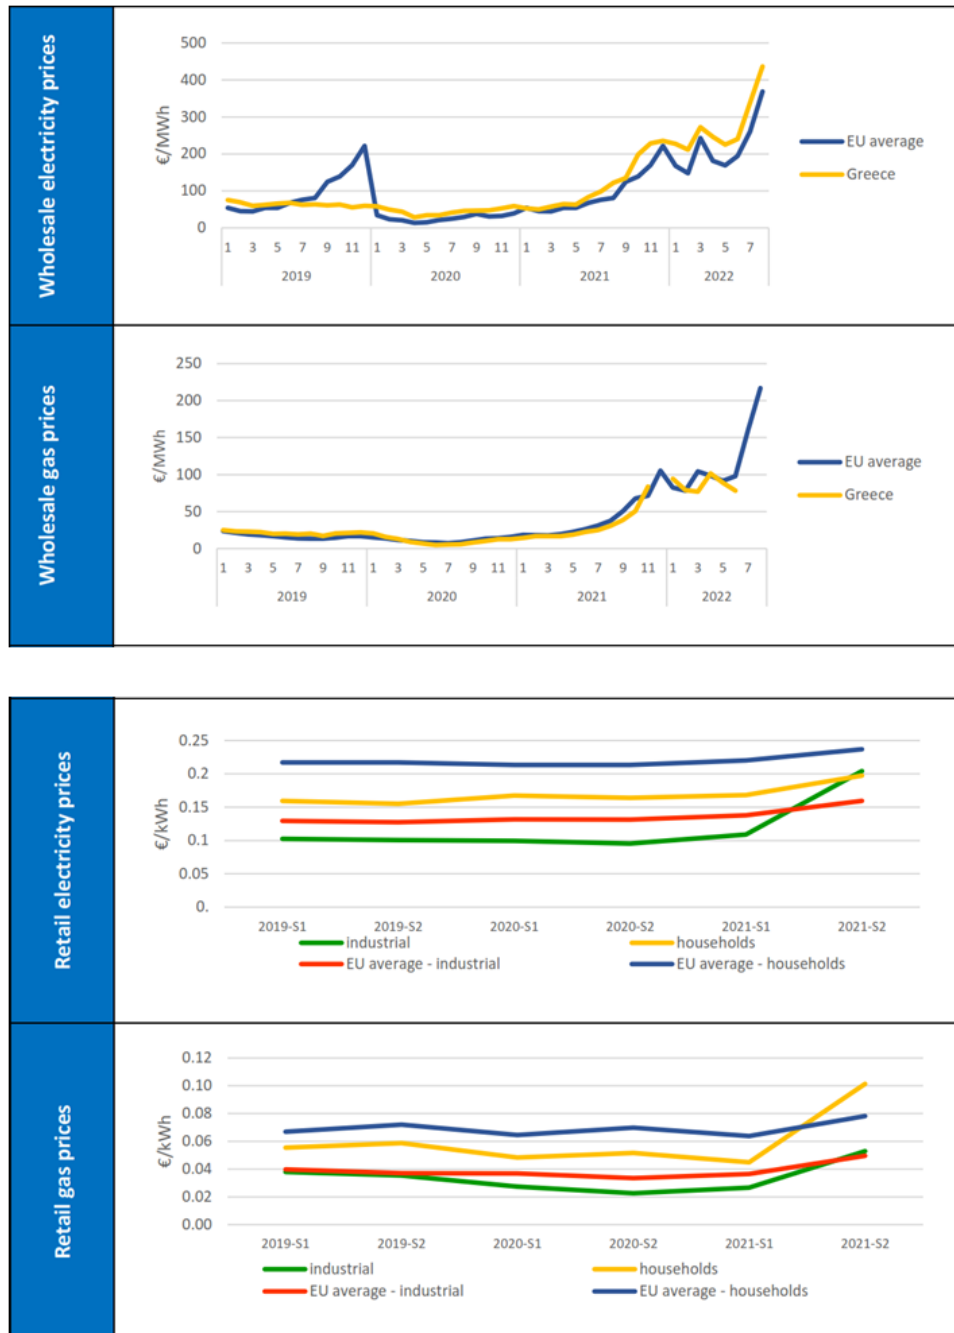 Wholesale electricity prices
500
400
300
200
100
0
€/MWh
1 3 5 7 9 11 1 3 5 7 9 11 1 3 5 7 9 11 1 3 5 7
2019 2020 2021 2022
EU average
Greece
Wholesale gas prices
250
200
150
100
50
0
€/MWh
1 3 5 7 9 11 1 3 5 7 9 11 1 3 5 7 9 11 1 3 5 7
2019 2020 2021 2022
EU average
Greece
Retail electricity prices
0.25
0.2
0.15
0.1
0.05
0.
€/kWh
2019-S1 2019-S2 2020-S1 2020-S2 2021-S1 2021-S2
industrial households
EU average - industrial EU average - households
Retail gas prices
0.12
0.10
0.08
0.06
0.04
0.02
0.00
€/kWh
2019-S1 2019-S2 2020-S1 2020-S2 2021-S1 2021-S2
industrial households
EU average - industrial EU average - households